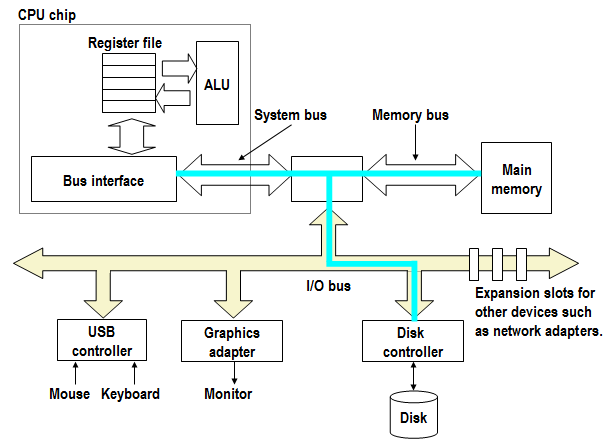 CPU chip
Register file
ALU
System bus
Memory bus
Bus interface
Main
memory
I/O bus
Expansion slots for
other devices such
as network adapters.
USB
controller
Graphics
adapter
Disk
controller
Mouse
Keyboard
Monitor
Disk